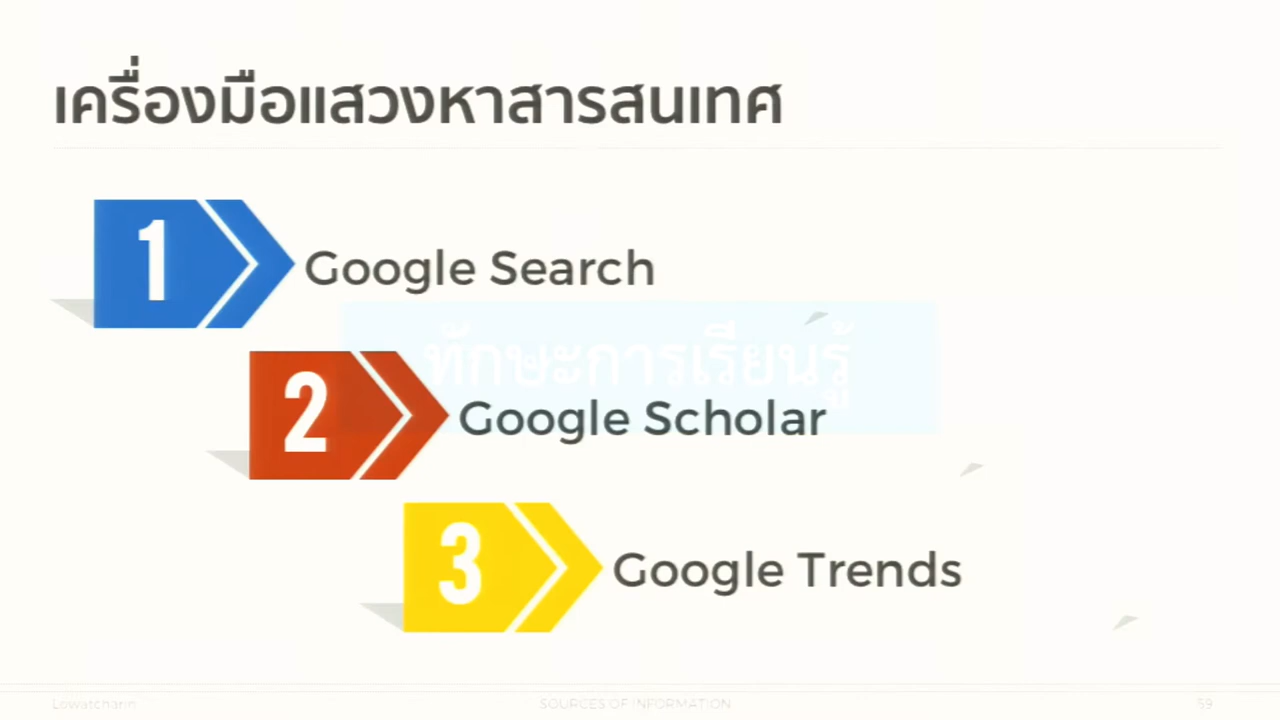 เครื่องมือแสวงหาสารสนเทศ
1
Google Search
ทักษะการเรียนรู้
2
Google Scholar
3
Google Trends
Lowatcharin
SOURCES OF INFORMATION
59